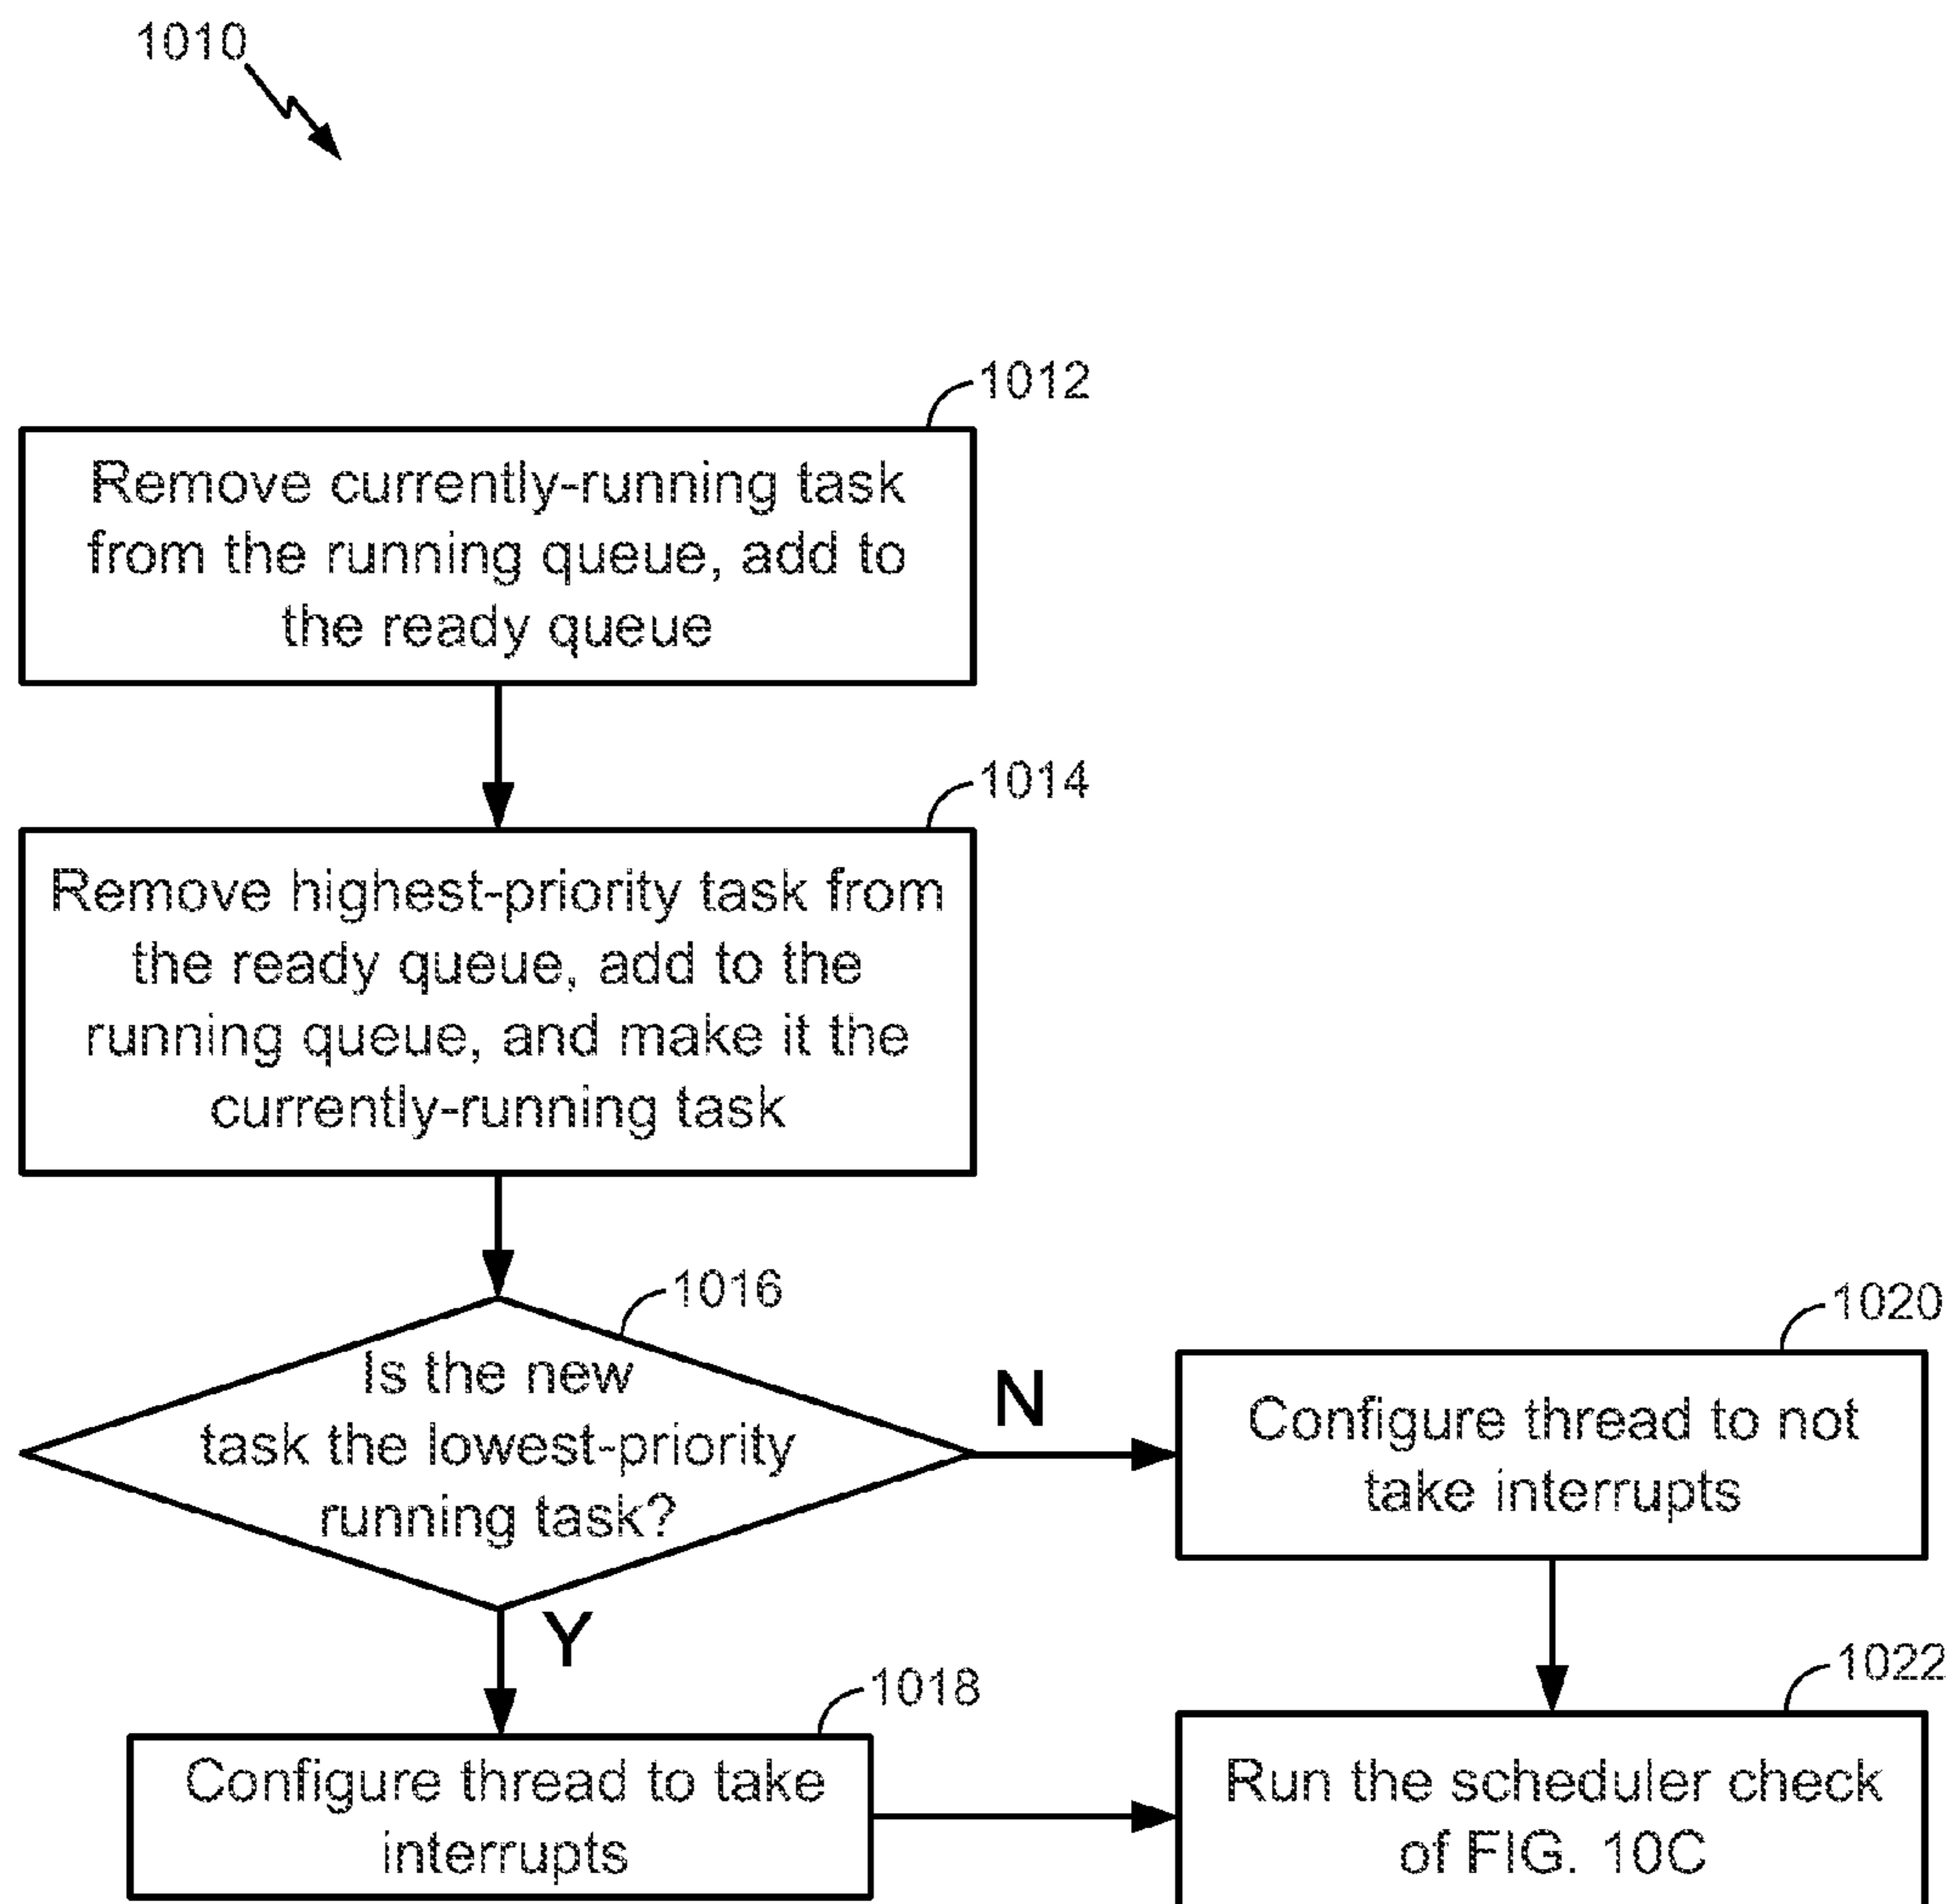 1010
1012
Remove currently-running task
from the running queue, add to
the ready queue
1014
Remove highest-priority task from
the ready queue, add to the
running queue, and make it the
currently-running task
1016
Is the new
task the lowest-priority
running task?
N
1020
Configure thread to not
take interrupts
Y
1018
Configure thread to take
interrupts
1022
Run the scheduler check
of FIG. 10C